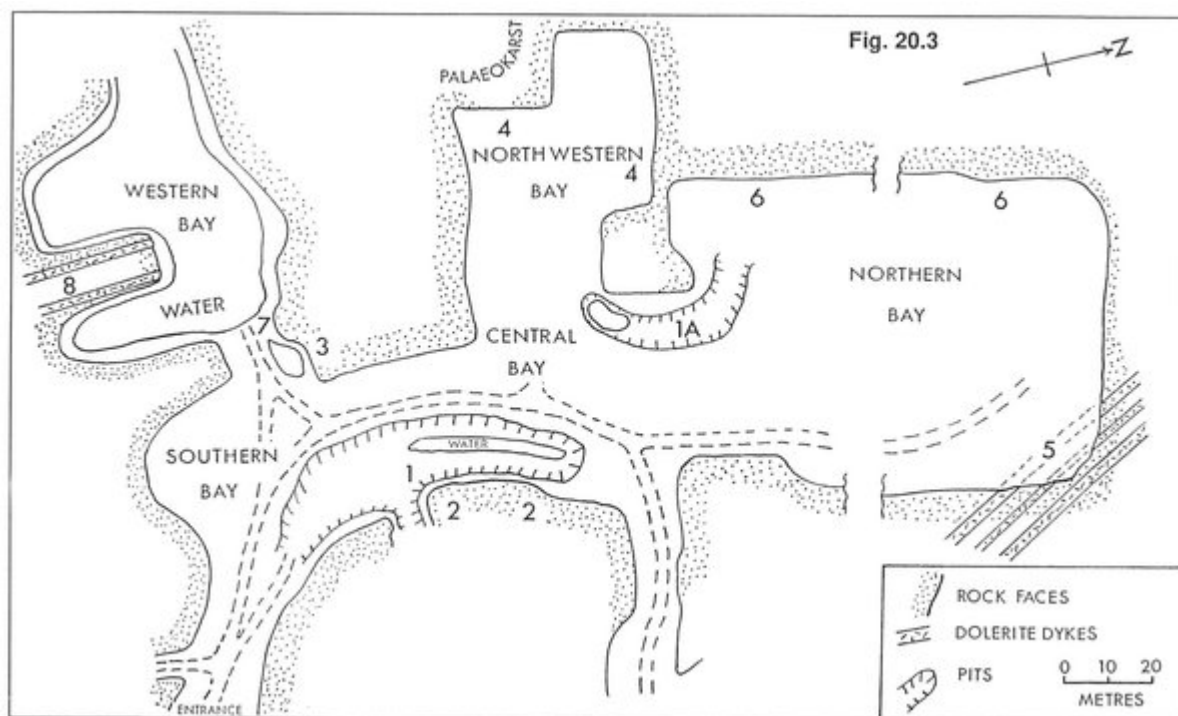 Fig. 20.3
Z
PALAEOKARST
4
NORTH WESTERN
4
BAY
6
6
WESTERN
BAY
NORTHERN
BAY
8
WATER
7
3
1A
CENTRAL
BAY
WATER
SOUTHERN
BAY
1
2
2
5
ENTRANCE
ROCK FACES
DOLERITE DYKES
PITS
0 10 20
METRES